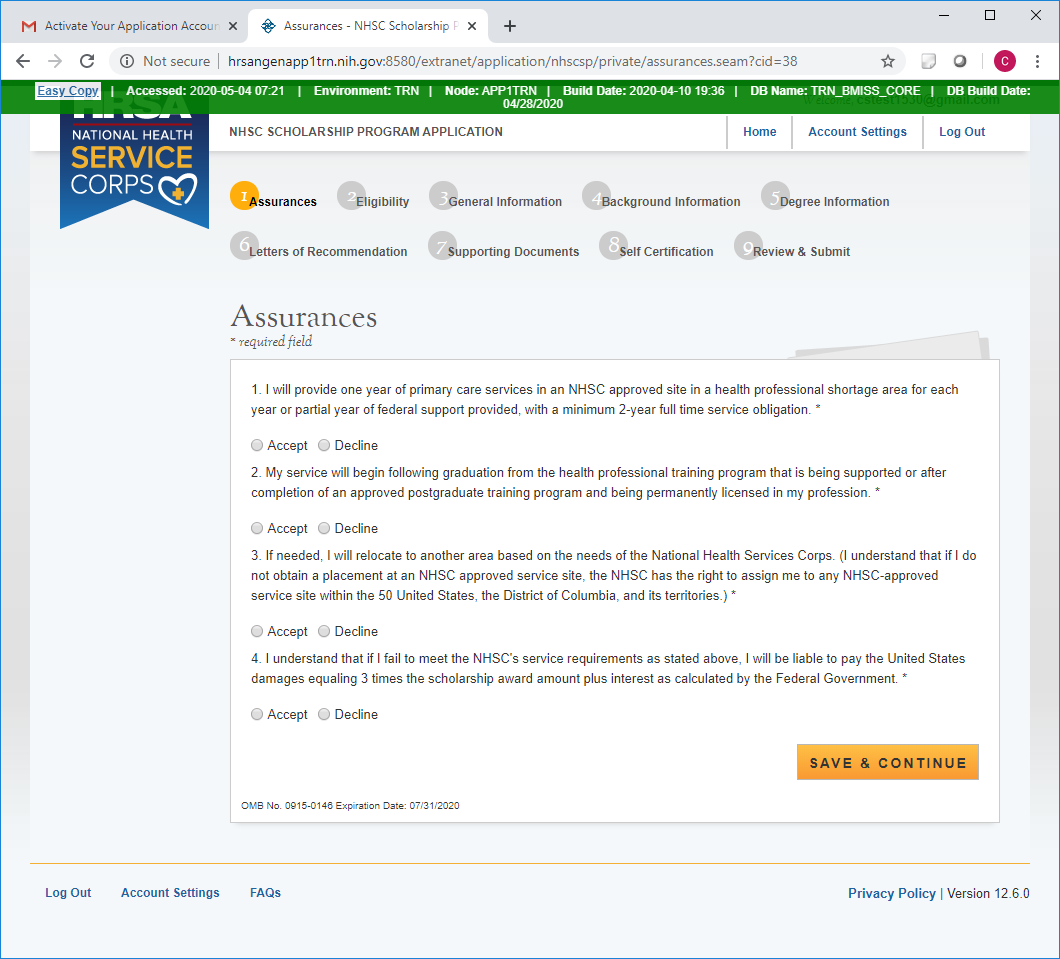 Activate Your Application Accoun
Assurances - NHSC Scholarship P
Not secure | hrsangenapp1trn.nih.gov:8580/extranet/application/nhscsp/private/assurances.seam?cid=38
C
Easy Copy | Accessed: 2020-05-04 07:21 | Environment: TRN | Node: APP1TRN | Build Date: 2020-04-10 19:36 | DB Name: TRN_BMISS_CORE | DB Build Date:
04/28/2020
Welcome, cstest1530@gmail.com
HRSA
NATIONAL HEALTH
SERVICE
CORPS
NHSC SCHOLARSHIP PROGRAM APPLICATION
Home
Account Settings
Log Out
1 Assurances
2 Eligibility
3 General Information
4 Background Information
5 Degree Information
6 Letters of Recommendation
7 Supporting Documents
8 Self Certification
9 Review & Submit
Assurances
* required field
1. I will provide one year of primary care services in an NHSC approved site in a health professional shortage area for each
year or partial year of federal support provided, with a minimum 2-year full time service obligation. *
Accept Decline
2. My service will begin following graduation from the health professional training program that is being supported or after
completion of an approved postgraduate training program and being permanently licensed in my profession. *
Accept Decline
3. If needed, I will relocate to another area based on the needs of the National Health Services Corps. (I understand that if I do
not obtain a placement at an NHSC approved service site, the NHSC has the right to assign me to any NHSC-approved
service site within the 50 United States, the District of Columbia, and its territories.) *
Accept Decline
4. I understand that if I fail to meet the NHSC's service requirements as stated above, I will be liable to pay the United States
damages equaling 3 times the scholarship award amount plus interest as calculated by the Federal Government. *
Accept Decline
SAVE & CONTINUE
OMB No. 0915-0146 Expiration Date: 07/31/2020
Log Out
Account Settings
FAQs
Privacy Policy | Version 12.6.0